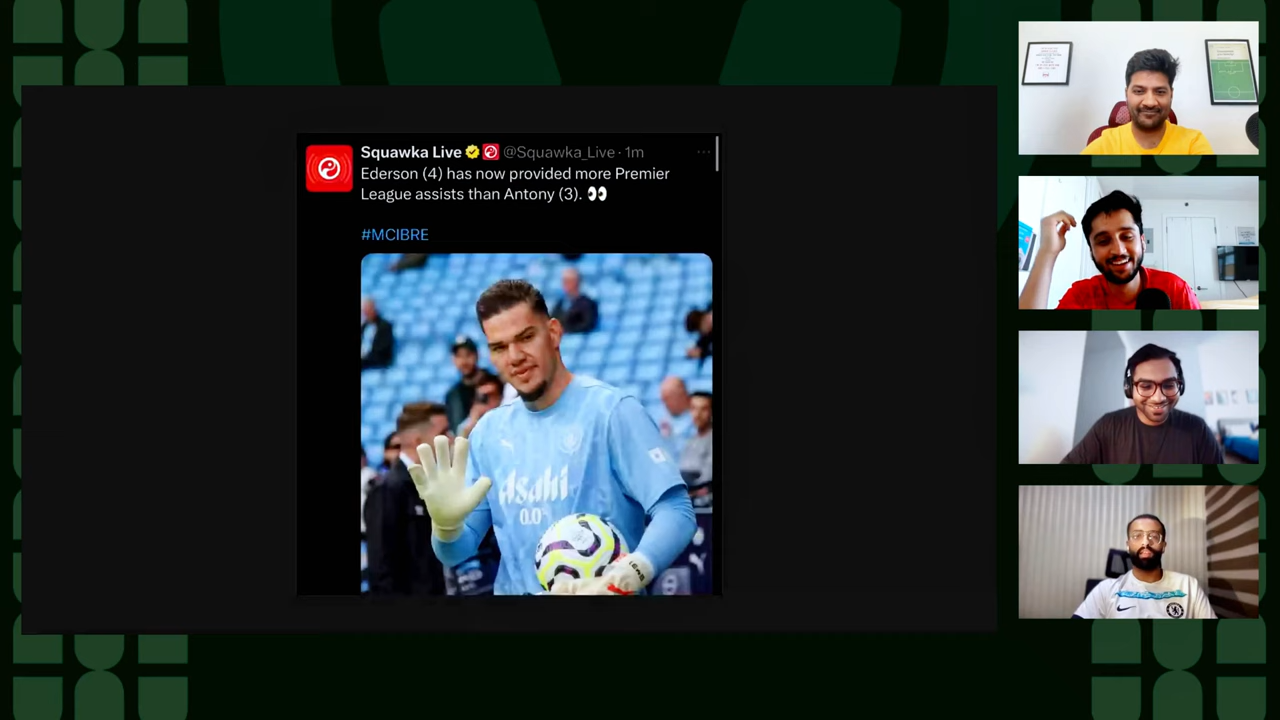 Squawka Live @Squawka_Live · 1m
Ederson (4) has now provided more Premier
League assists than Antony (3). 👀
#MCIBRE
Asahi
0.0